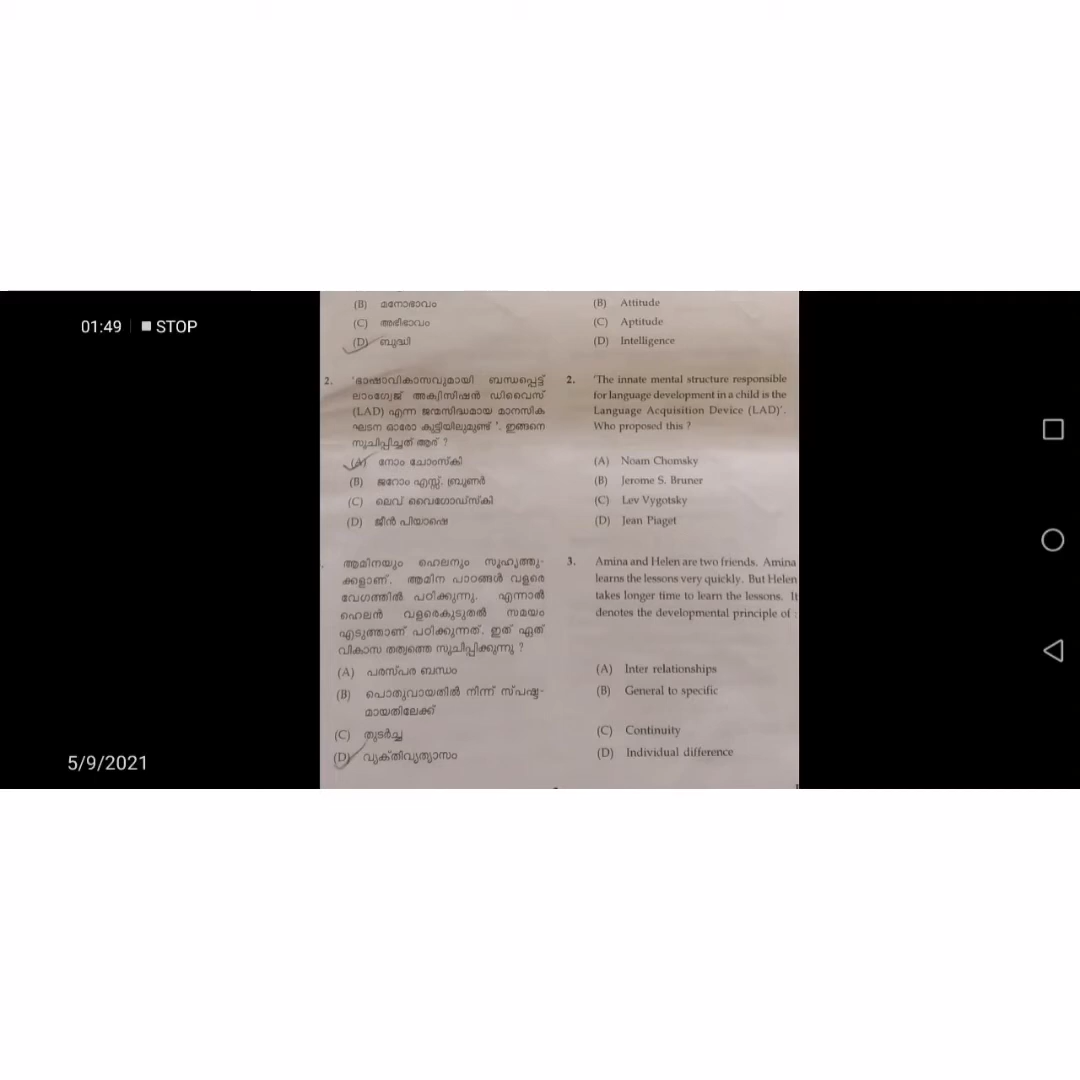 01:49 STOP
(B) മനോഭാവം
(C) അഭിഭാവം
(D) ബുദ്ധി
2. 'ഭാഷാവികാസവുമായി ബന്ധപ്പെട്ട്
ലാംഗ്വേജ് അക്വിസിഷൻ ഡിവൈസ്
(LAD) എന്ന ജന്മസിദ്ധമായ മാനസിക
ഘടന ഓരോ കുട്ടിയിലുമുണ്ട് '. ഇങ്ങനെ
സൂചിപ്പിച്ചത് ആര് ?
(A) നോം ചോംസ്കി
(B) ജറോം എസ്സ്. ബ്രൂണർ
(C) ലെവ് വൈഗോഡ്സ്കി
(D) ജീൻ പിയാഷെ
ആമിനയും ഹെലനും സുഹൃത്തു-
ക്കളാണ്. ആമിന പാഠങ്ങൾ വളരെ
വേഗത്തിൽ പഠിക്കുന്നു. എന്നാൽ
ഹെലൻ വളരെകൂടുതൽ സമയം
എടുത്താണ് പഠിക്കുന്നത്. ഇത് ഏത്
വികാസ തത്വത്തെ സൂചിപ്പിക്കുന്നു ?
(A) പരസ്പര ബന്ധം
(B) പൊതുവായതിൽ നിന്ന് സ്പഷ്ട-
മായതിലേക്ക്
(C) തുടർച്ച
(D) വ്യക്തിവ്യത്യാസം
(B) Attitude
(C) Aptitude
(D) Intelligence
2. 'The innate mental structure responsible
for language development in a child is the
Language Acquisition Device (LAD)'.
Who proposed this ?
(A) Noam Chomsky
(B) Jerome S. Bruner
(C) Lev Vygotsky
(D) Jean Piaget
3. Amina and Helen are two friends. Amina
learns the lessons very quickly. But Helen
takes longer time to learn the lessons. It
denotes the developmental principle of :
(A) Inter relationships
(B) General to specific
(C) Continuity
(D) Individual difference
5/9/2021